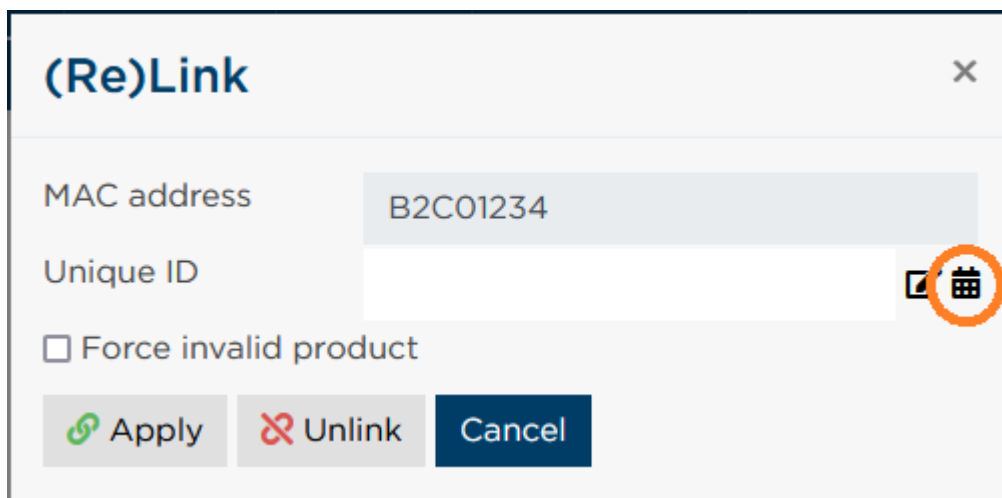 (Re)Link
MAC address
B2C01234
Unique ID
Force invalid product
Apply
Unlink
Cancel